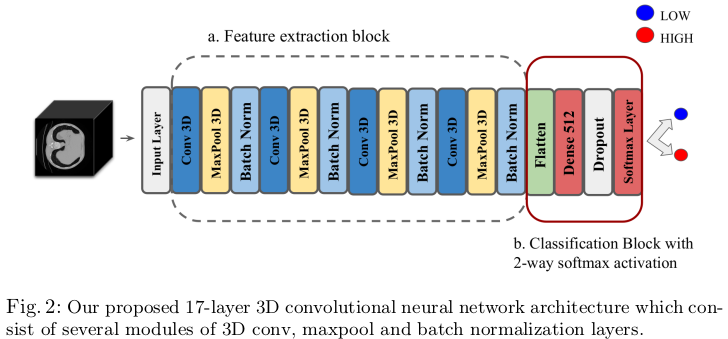 LOW
HIGH
a. Feature extraction block
Input Layer
Conv 3D
MaxPool 3D
Batch Norm
Conv 3D
MaxPool 3D
Batch Norm
Conv 3D
MaxPool 3D
Batch Norm
Conv 3D
MaxPool 3D
Batch Norm
Flatten
Dense 512
Dropout
Softmax Layer
b. Classification Block with
2-way softmax activation
Fig. 2: Our proposed 17-layer 3D convolutional neural network architecture which con-
sist of several modules of 3D conv, maxpool and batch normalization layers.